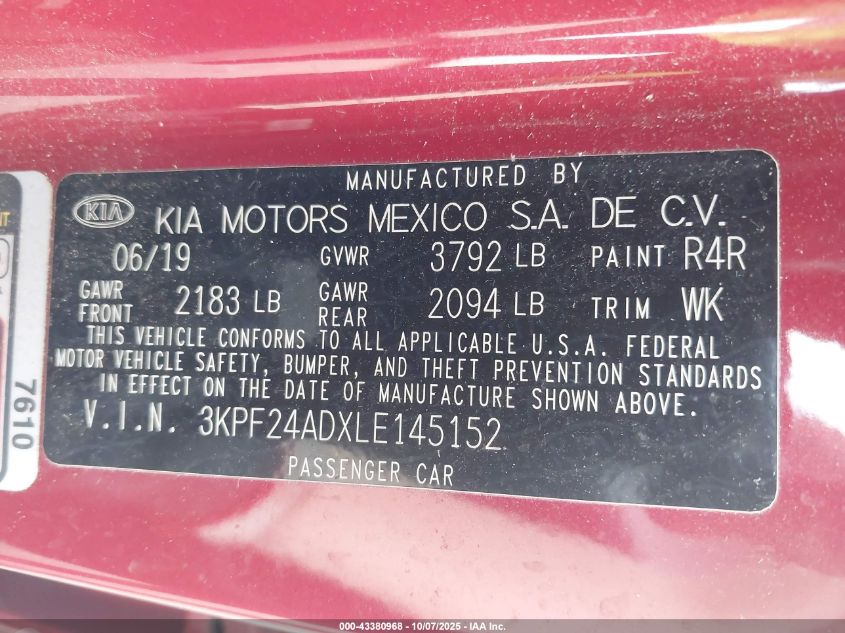 MANUFACTURED BY
KIA KIA MOTORS MEXICO S.A. DE C.V.
06/19 GVWR 3792 LB PAINT R4R
GAWR FRONT 2183 LB GAWR REAR 2094 LB TRIM WK
THIS VEHICLE CONFORMS TO ALL APPLICABLE U.S.A. FEDERAL
MOTOR VEHICLE SAFETY, BUMPER, AND THEFT PREVENTION STANDARDS
IN EFFECT ON THE DATE OF MANUFACTURE SHOWN ABOVE.
V.I.N. 3KPF24ADXLE145152
PASSENGER CAR
7610
000-43380968 - 10/07/2025 - IAA Inc.